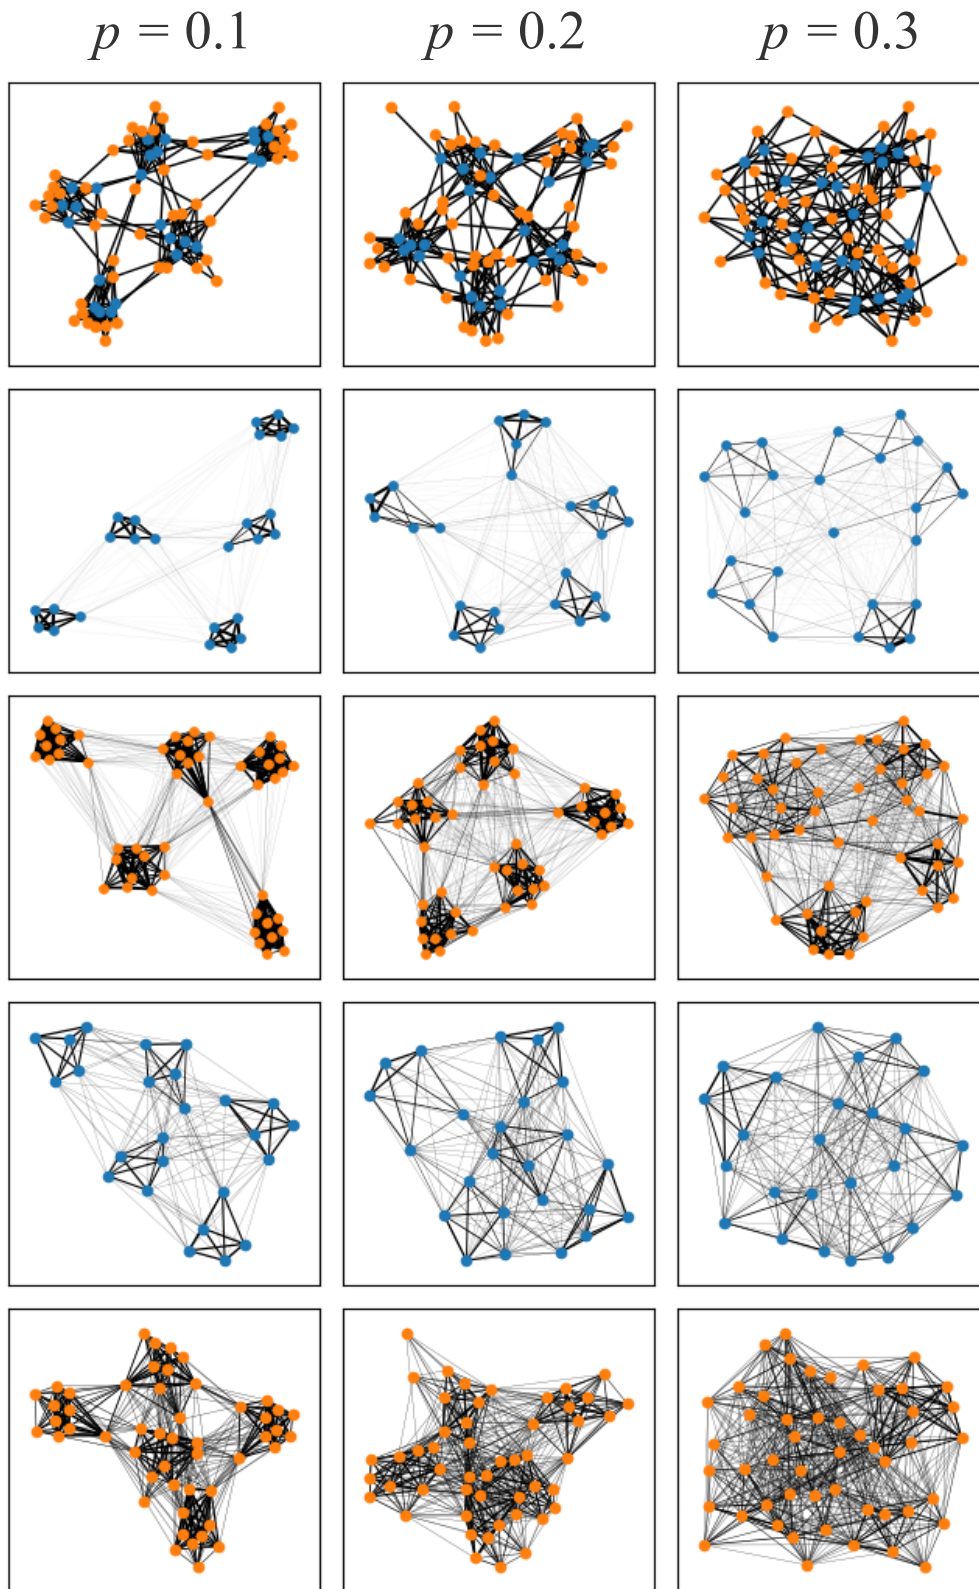 p = 0.1 p = 0.2 p = 0.3